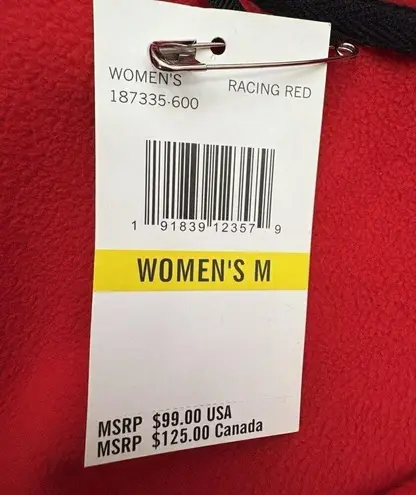 WOMEN'S RACING RED
187335-600
1 91839 12357 9
WOMEN'S M
MSRP $99.00 USA
MSRP $125.00 Canada